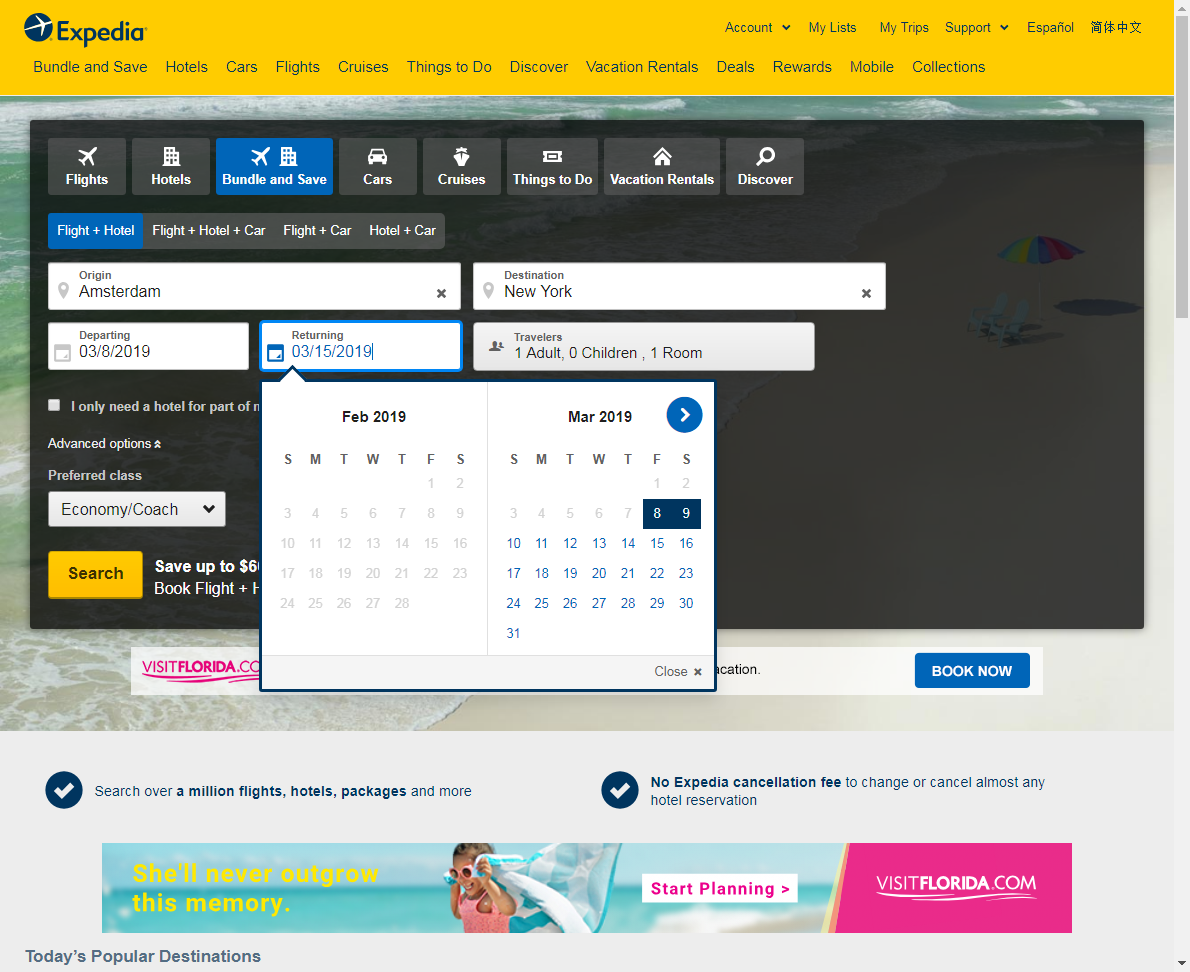 Expedia
Account My Lists My Trips Support Español 简体中文
Bundle and Save Hotels Cars Flights Cruises Things to Do Discover Vacation Rentals Deals Rewards Mobile Collections
Flights Hotels Bundle and Save Cars Cruises Things to Do Vacation Rentals Discover
Flight + Hotel Flight + Hotel + Car Flight + Car Hotel + Car
Origin
Amsterdam
Destination
New York
Departing
03/8/2019
Returning
03/15/2019
Travelers
1 Adult, 0 Children , 1 Room
I only need a hotel for part of
Advanced options
Preferred class
Economy/Coach
Search
Save up to
Book Flight +
Feb 2019
S M T W T F S
1 2
3 4 5 6 7 8 9
10 11 12 13 14 15 16
17 18 19 20 21 22 23
24 25 26 27 28
Mar 2019
S M T W T F S
1 2
3 4 5 6 7 8 9
10 11 12 13 14 15 16
17 18 19 20 21 22 23
24 25 26 27 28 29 30
31
Close
VISITFLORIDA.CO
acation.
BOOK NOW
Search over a million flights, hotels, packages and more
No Expedia cancellation fee to change or cancel almost any
hotel reservation
She'll never outgrow
this memory.
Start Planning >
VISITFLORIDA.COM
Today's Popular Destinations